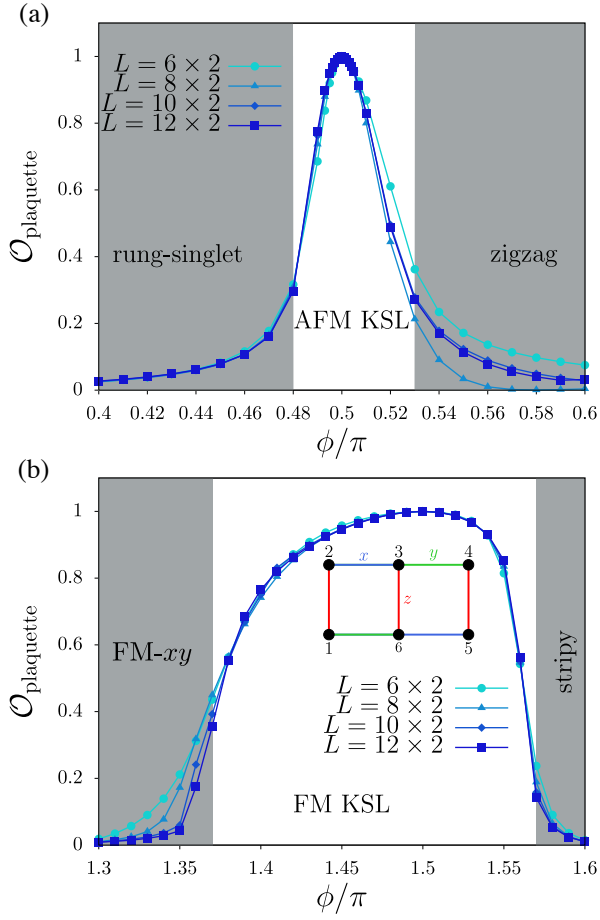 (a)
1
0.8
0.6
0.4
0.2
0
O_plaquette
L = 6 × 2
L = 8 × 2
L = 10 × 2
L = 12 × 2
rung-singlet
AFM KSL
zigzag
0.4 0.42 0.44 0.46 0.48 0.5 0.52 0.54 0.56 0.58 0.6
ϕ/π
(b)
1
0.8
0.6
0.4
0.2
0
O_plaquette
2 x 3 y 4
z
1 6 5
FM-xy
stripy
L = 6 × 2
L = 8 × 2
L = 10 × 2
L = 12 × 2
FM KSL
1.3 1.35 1.4 1.45 1.5 1.55 1.6
ϕ/π